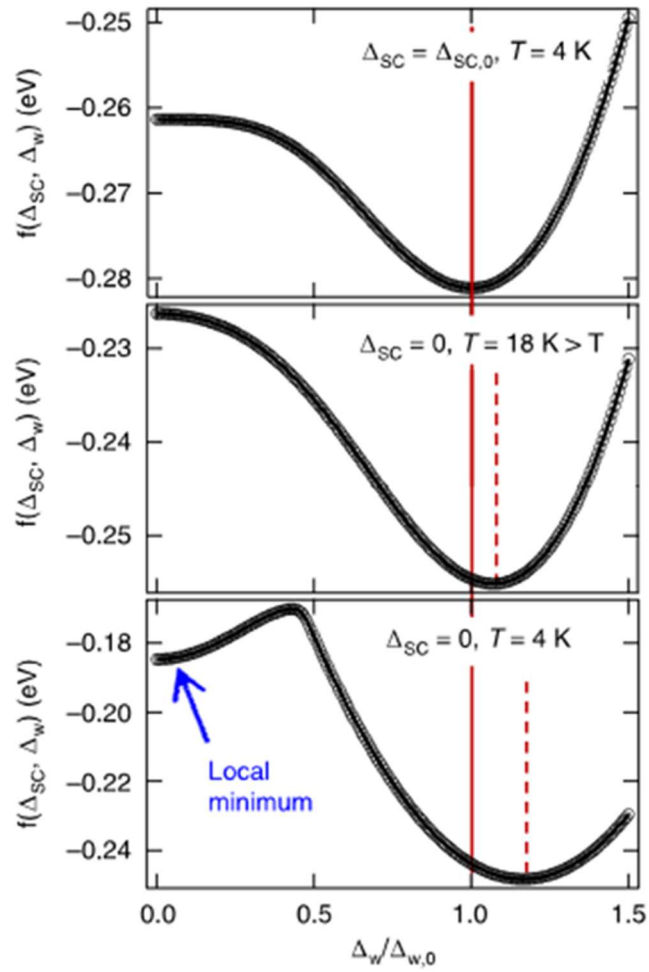 −0.25
Δ_SC = Δ_SC,0, T = 4 K
−0.26
f(Δ_SC, Δ_w) (eV)
−0.27
−0.28
Δ_SC = 0, T = 18 K > T
−0.23
f(Δ_SC, Δ_w) (eV)
−0.24
−0.25
Δ_SC = 0, T = 4 K
−0.18
f(Δ_SC, Δ_w) (eV)
−0.20
Local
minimum
−0.22
−0.24
0.0 0.5 1.0 1.5
Δ_w/Δ_w,0